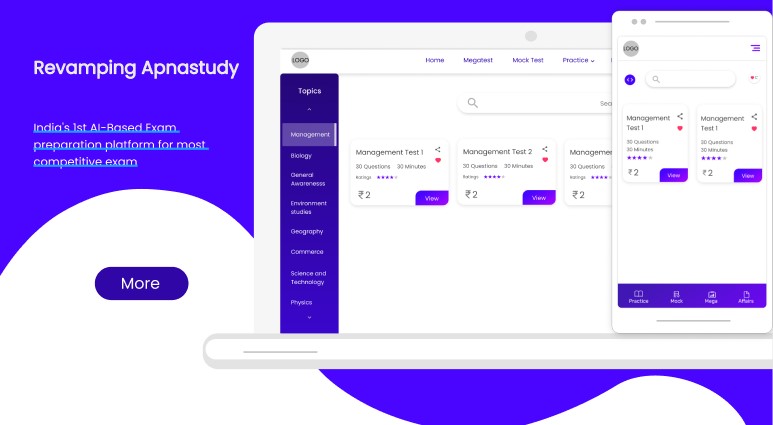 Revamping Apnastudy
India's 1st AI-Based Exam
preparation platform for most
competitive exam
More
LOGO
Home Megatest Mock Test Practice
Topics
Management
Biology
General
Awarenesss
Environment
studies
Geography
Commerce
Science and
Technology
Physics
Sea
Management Test 1
30 Questions 30 Minutes
Ratings
₹2
View
Management Test 2
30 Questions 30 Minutes
Ratings
₹2
View
Manageme
30 Questions
Ratings
₹2
LOGO
Management
Test 1
30 Questions
30 Minutes
₹2
View
Management
Test 1
30 Questions
30 Minutes
₹2
View
Practice Mock Mega Affairs